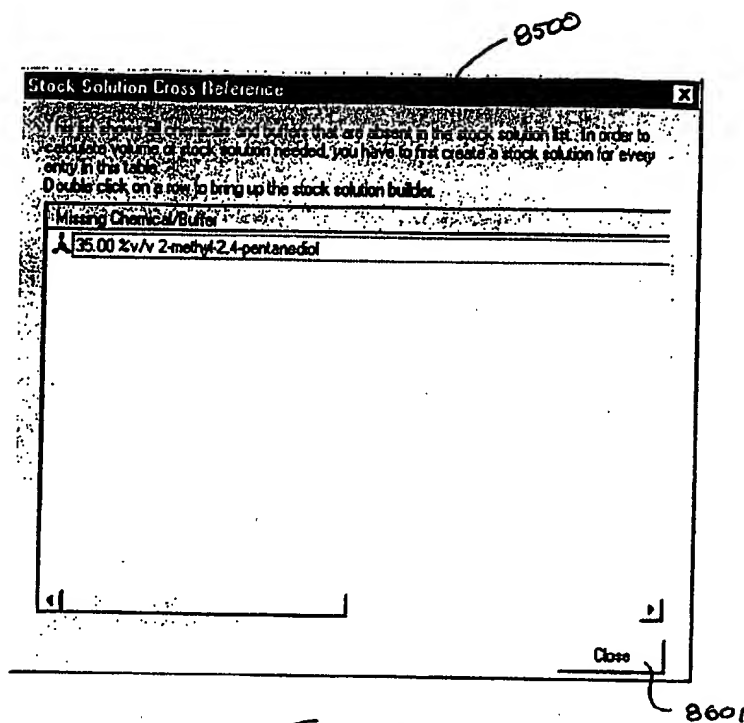 8500
Stock Solution Cross Reference
This list shows all chemicals and buffers that are absent in the stock solution list. In order to
calculate volume of stock solution needed, you have to first create a stock solution for every
entry in this table.
Double click on a row to bring up the stock solution builder.
Missing Chemical/Buffer
35.00 %v/v 2-methyl-2,4-pentanediol
Close
8601